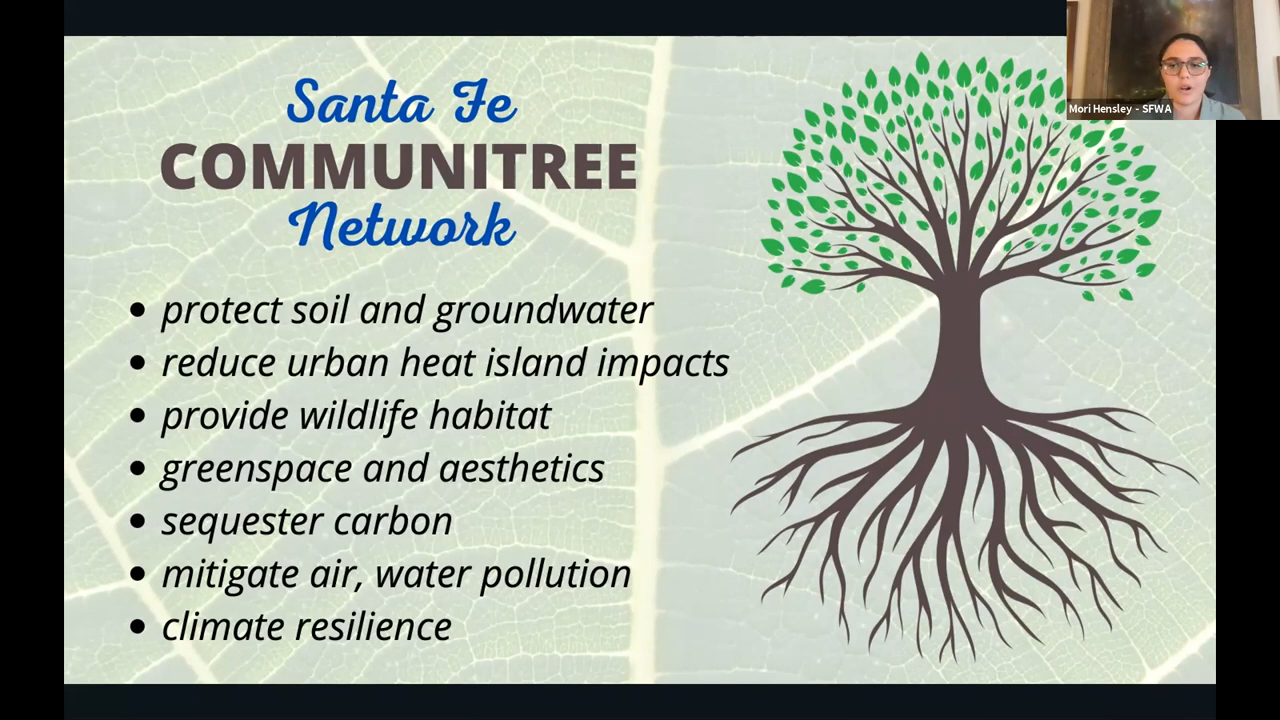 Santa Fe
COMMUNITREE
Network
• protect soil and groundwater
• reduce urban heat island impacts
• provide wildlife habitat
• greenspace and aesthetics
• sequester carbon
• mitigate air, water pollution
• climate resilience
Mori Hensley - SFWA